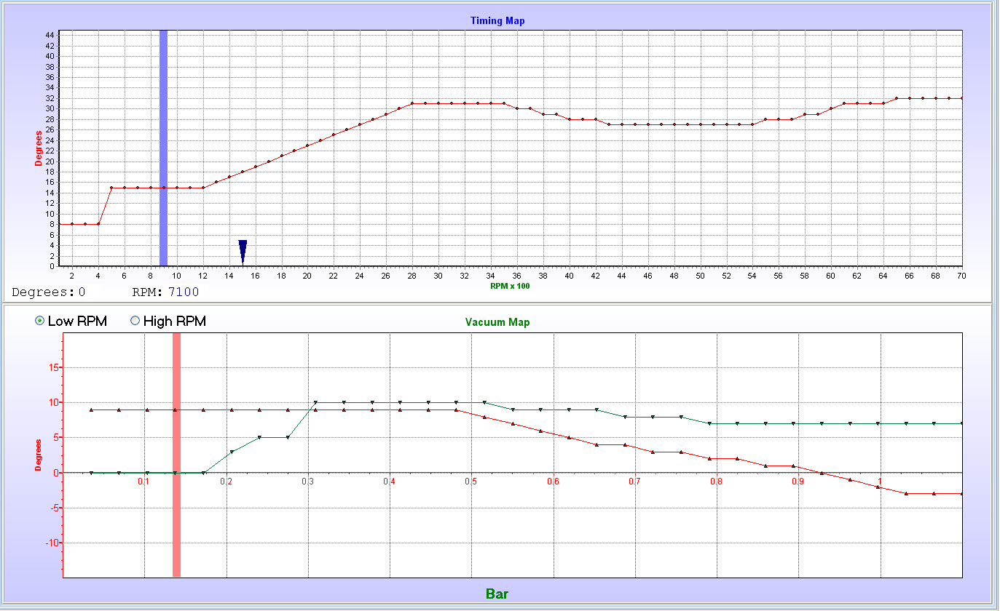 Timing Map
44
42
40
38
36
34
32
30
28
26
24
22
20
18
16
14
12
10
8
6
4
2
0
Degrees
2 4 6 8 10 12 14 16 18 20 22 24 26 28 30 32 34 36 38 40 42 44 46 48 50 52 54 56 58 60 62 64 66 68 70
RPM x 100
Degrees: 0 RPM: 7100
Low RPM High RPM
Vacuum Map
15
10
5
0
-5
-10
Degrees
0.1 0.2 0.3 0.4 0.5 0.6 0.7 0.8 0.9 1
Bar